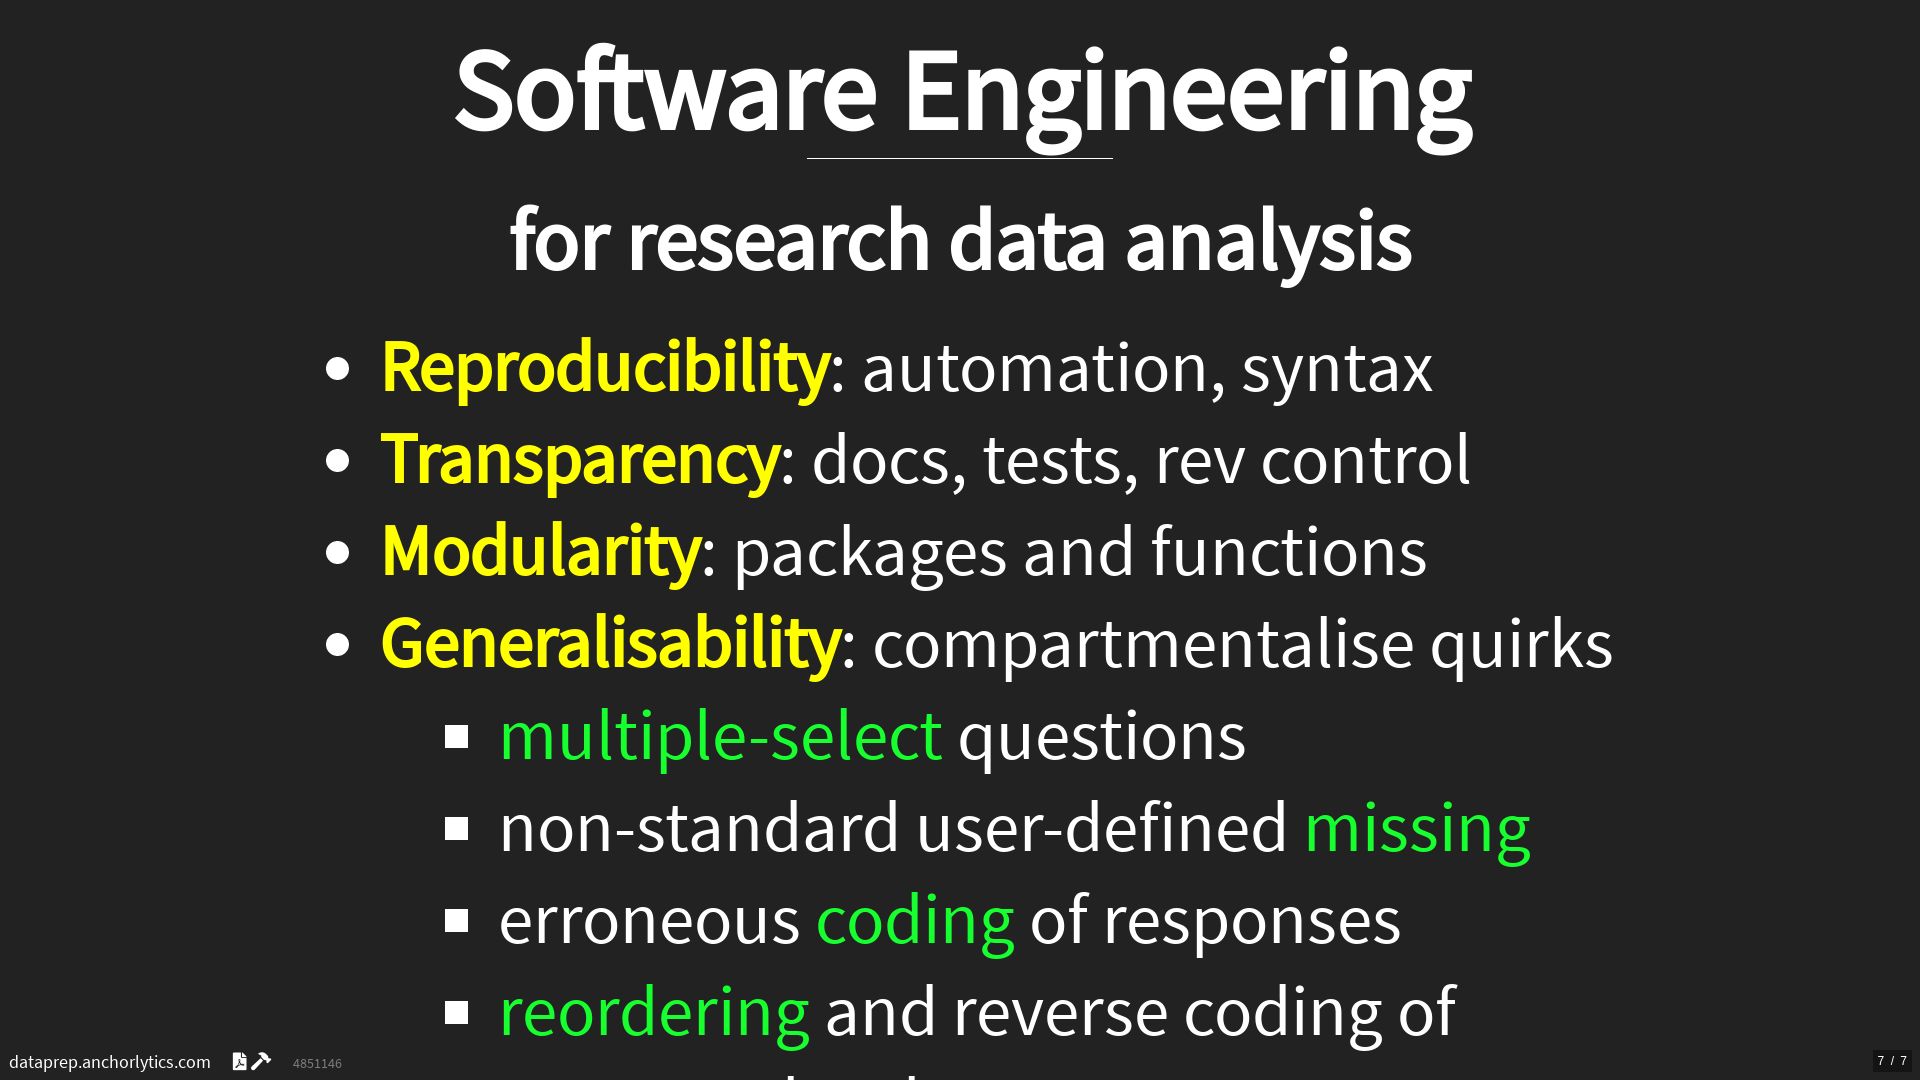 Software Engineering
for research data analysis
Reproducibility: automation, syntax
Transparency: docs, tests, rev control
Modularity: packages and functions
Generalisability: compartmentalise quirks
multiple-select questions
non-standard user-defined missing
erroneous coding of responses
reordering and reverse coding of
dataprep.anchorlytics.com 4851146 7 / 7